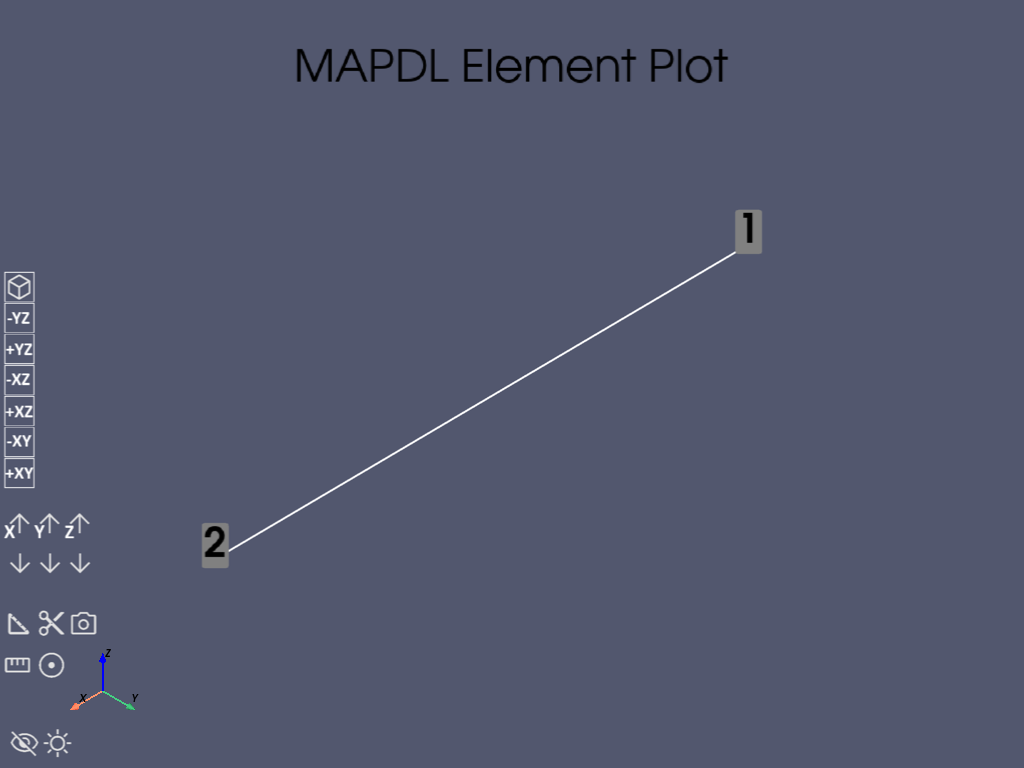 MAPDL Element Plot
1
-YZ
+YZ
-XZ
+XZ
-XY
+XY
X Y Z
2
Z
X Y